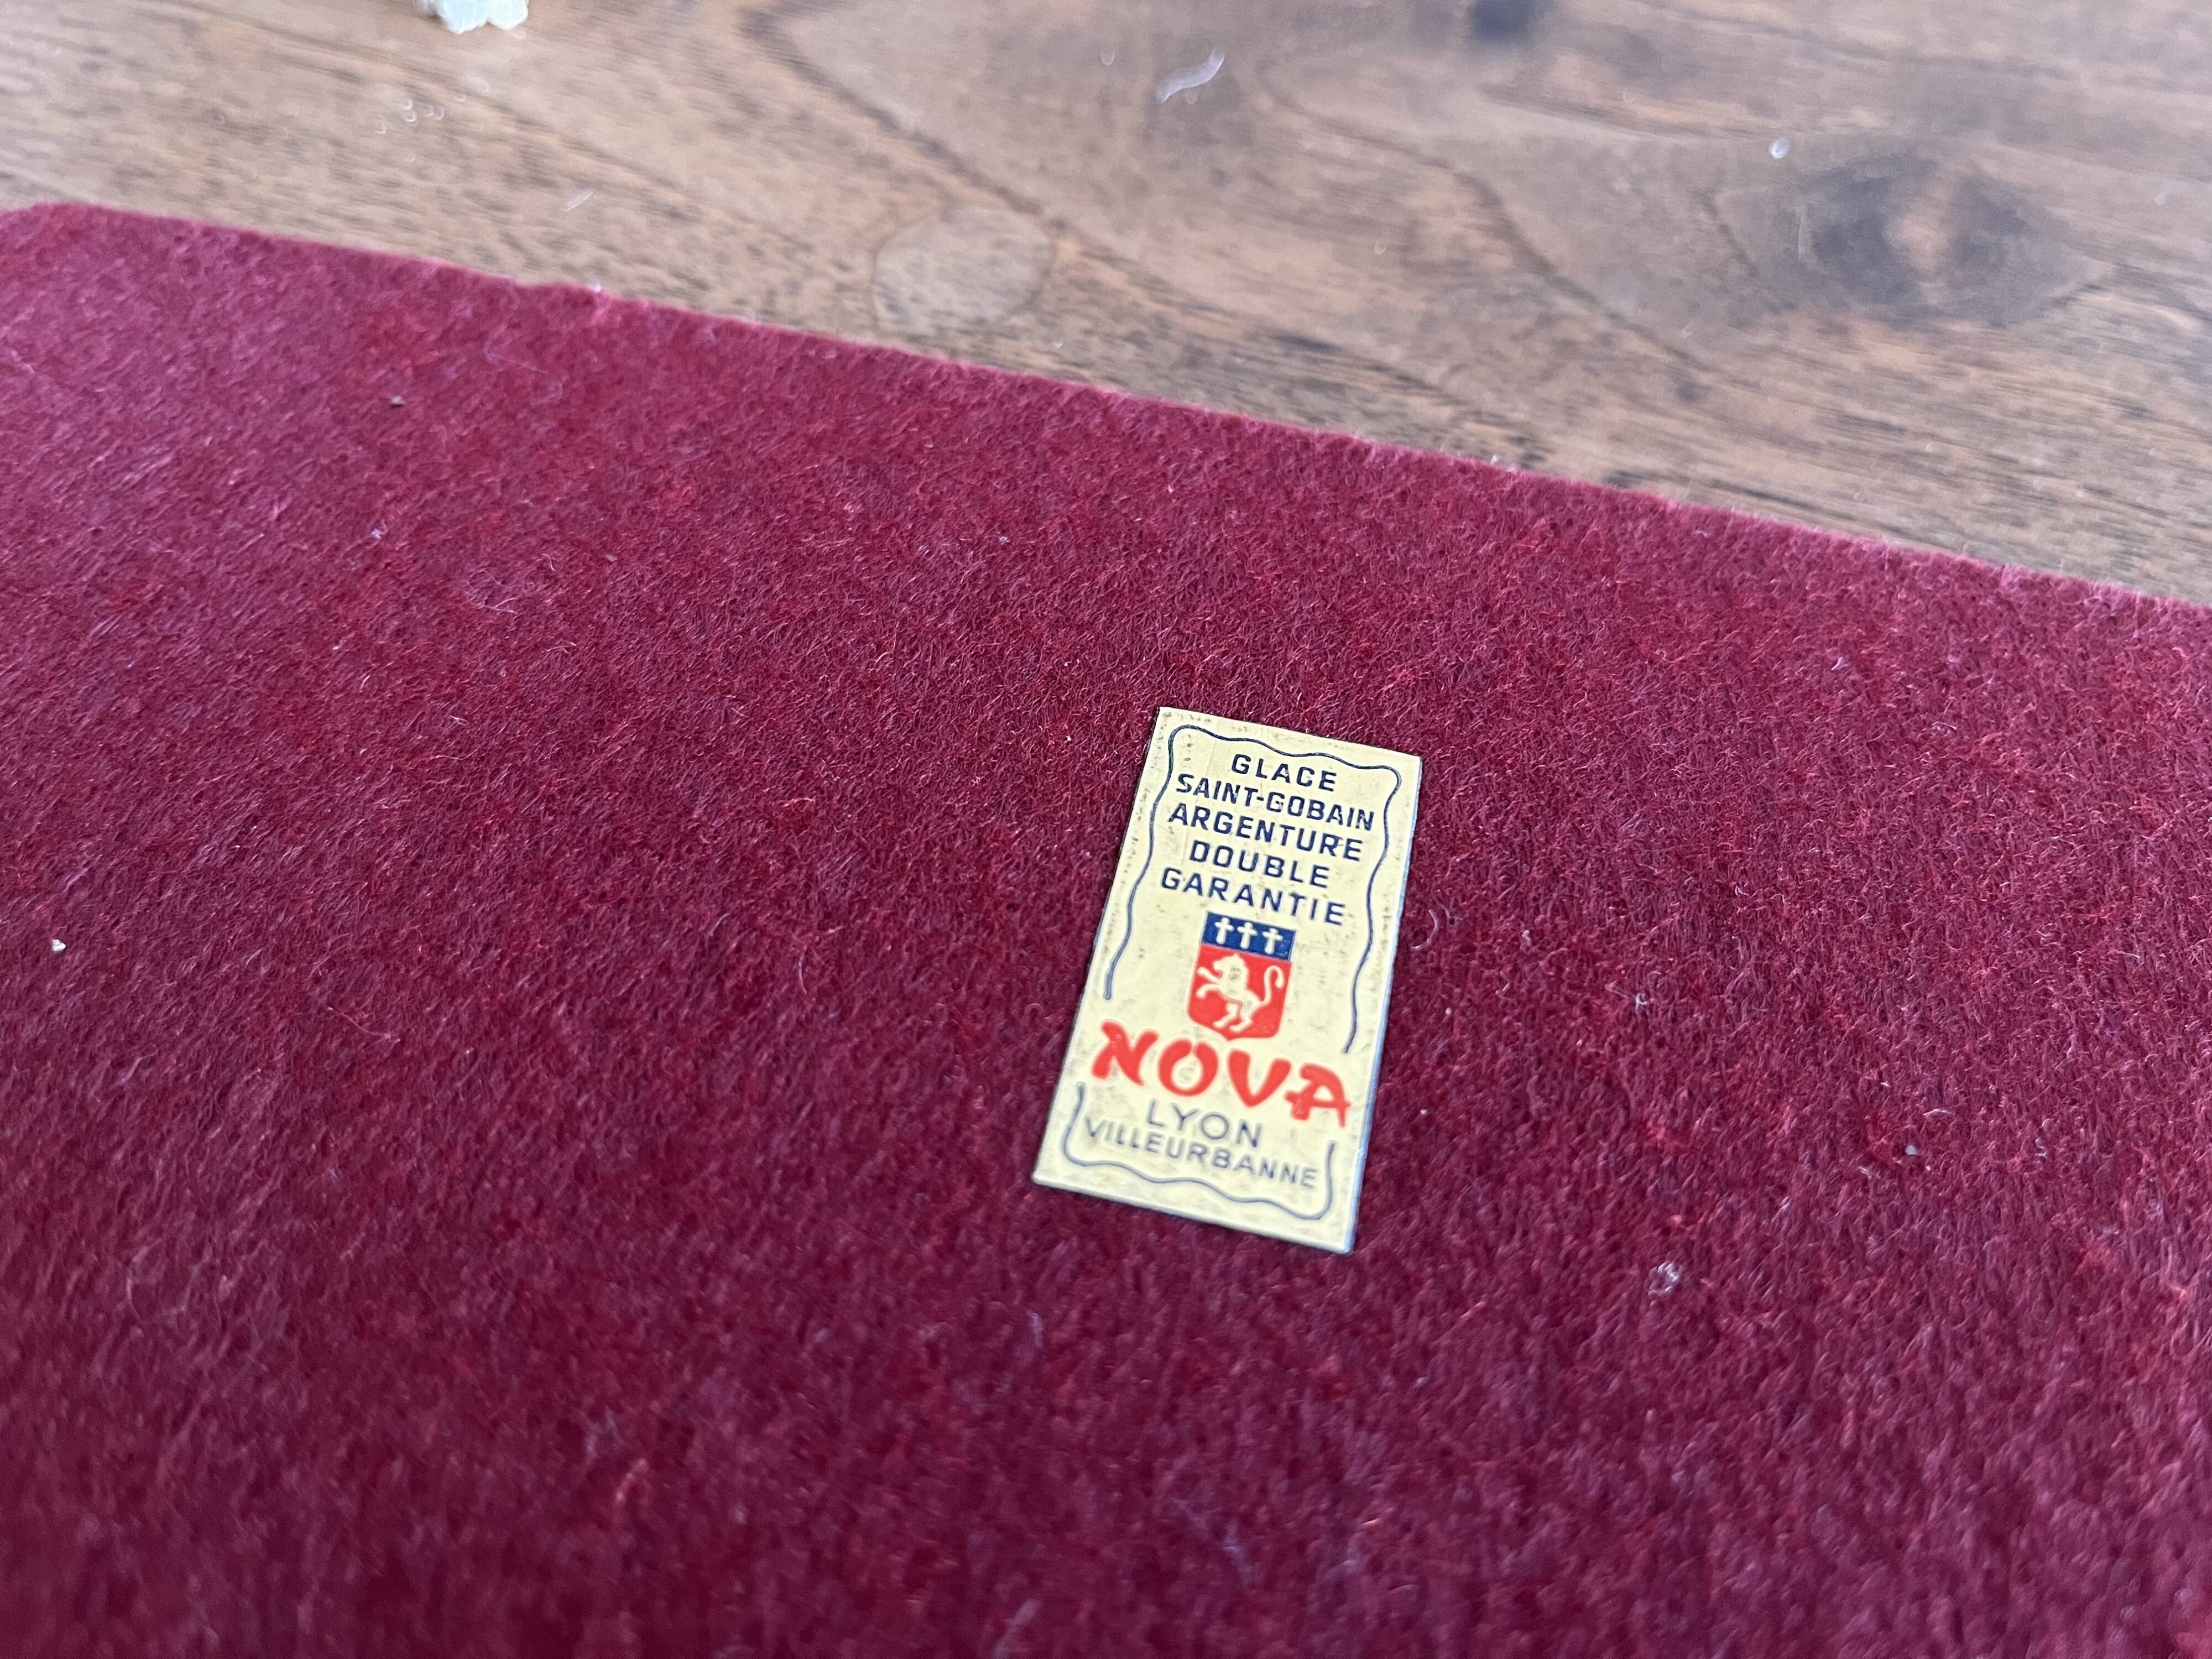 GLACE
SAINT-GOBAIN
ARGENTURE
DOUBLE
GARANTIE
NOVA
LYON
VILLEURBANNE